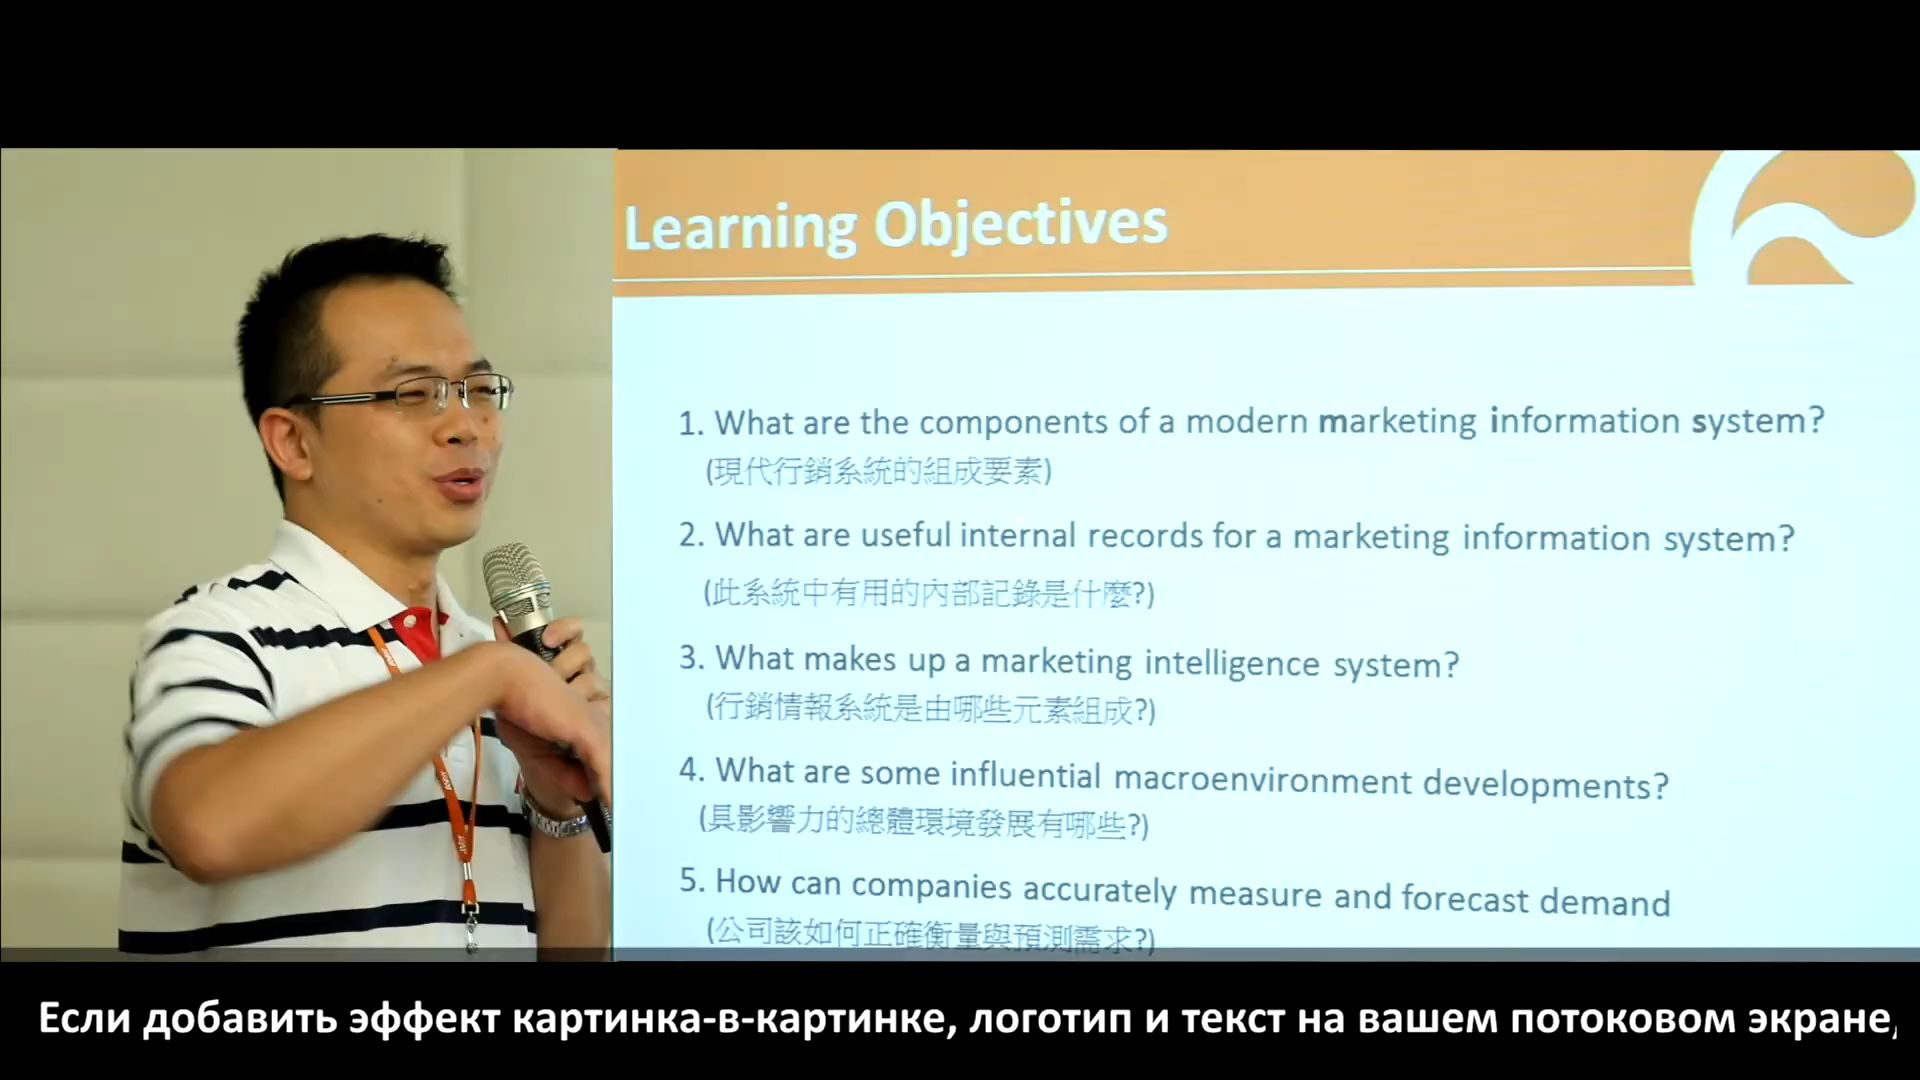 Learning Objectives
1. What are the components of a modern marketing information system?
(現代行銷系統的組成要素)
2. What are useful internal records for a marketing information system?
(此系統中有用的內部記錄是什麼?)
3. What makes up a marketing intelligence system?
(行銷情報系統是由哪些元素組成?)
4. What are some influential macroenvironment developments?
(具影響力的總體環境發展有哪些?)
5. How can companies accurately measure and forecast demand
(公司該如何正確衡量與預測需求?)
Если добавить эффект картинка-в-картинке, логотип и текст на вашем потоковом экране,